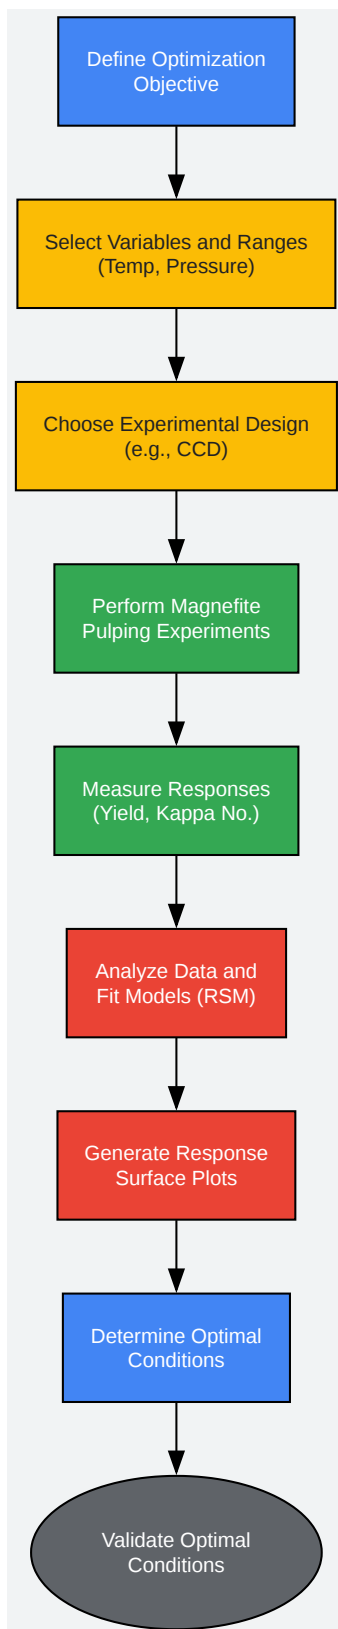 Define Optimization
Objective
Select Variables and Ranges
(Temp, Pressure)
Choose Experimental Design
(e.g., CCD)
Perform Magnefite
Pulping Experiments
Measure Responses
(Yield, Kappa No.)
Analyze Data and
Fit Models (RSM)
Generate Response
Surface Plots
Determine Optimal
Conditions
Validate Optimal
Conditions